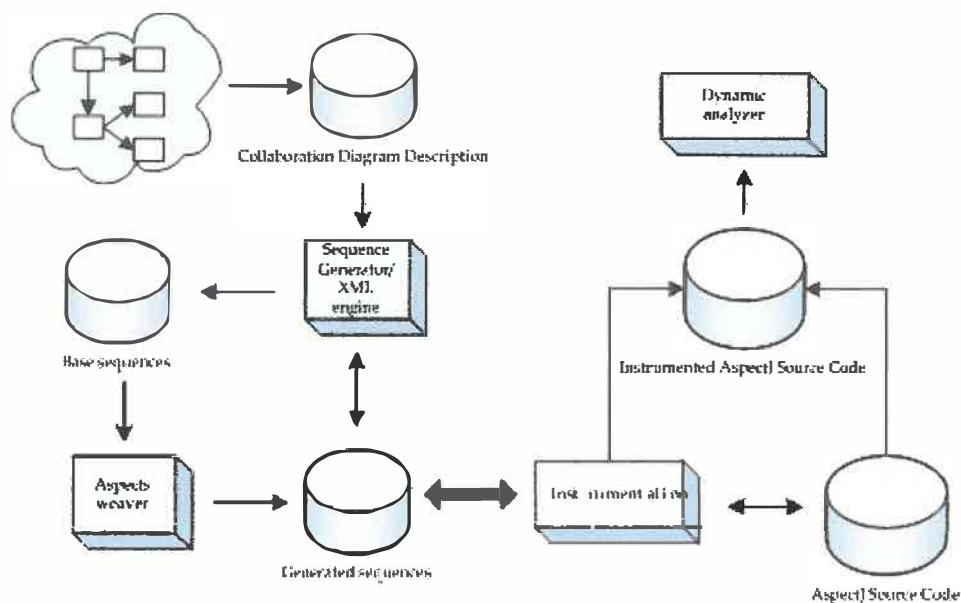 Dynamic
analyzer
Collaboration Diagram Description
Sequence
Generator/
XML
engine
Base sequences
Instrumented AspectJ Source Code
Aspects
weaver
Instrumentation
Generated sequences
AspectJ Source Code